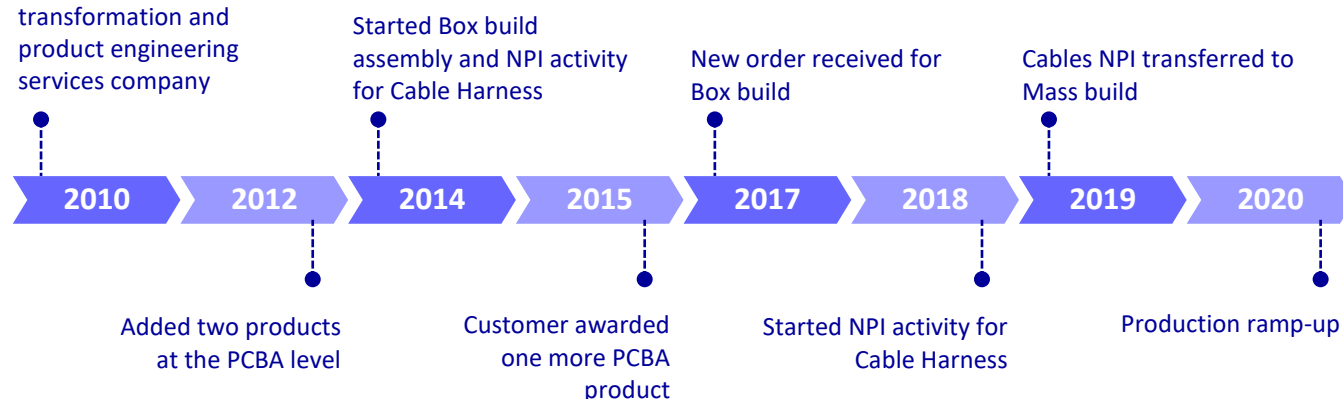 transformation and
product engineering
services company
Started Box build
assembly and NPI activity
for Cable Harness
New order received for
Box build
Cables NPI transferred to
Mass build
2010
2012
2014
2015
2017
2018
2019
2020
Added two products
at the PCBA level
Customer awarded
one more PCBA
product
Started NPI activity for
Cable Harness
Production ramp-up